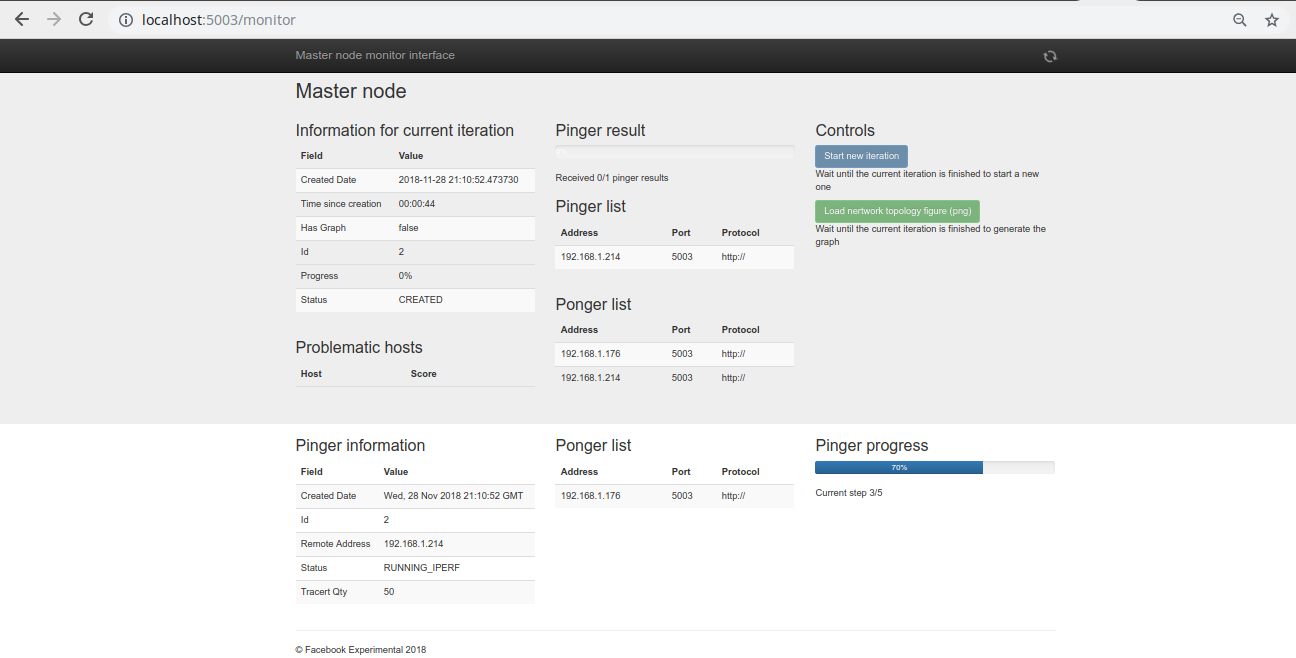 localhost:5003/monitor
Master node monitor interface
Master node
Information for current iteration
Field Value
Created Date 2018-11-28 21:10:52.473730
Time since creation 00:00:44
Has Graph false
Id 2
Progress 0%
Status CREATED
Problematic hosts
Host Score
Pinger result
Received 0/1 pinger results
Pinger list
Address Port Protocol
192.168.1.214 5003 http://
Ponger list
Address Port Protocol
192.168.1.176 5003 http://
192.168.1.214 5003 http://
Controls
Start new iteration
Wait until the current iteration is finished to start a new
one
Load nertwork topology figure (png)
Wait until the current iteration is finished to generate the
graph
Pinger information
Field Value
Created Date Wed, 28 Nov 2018 21:10:52 GMT
Id 2
Remote Address 192.168.1.214
Status RUNNING_IPERF
Tracert Qty 50
Ponger list
Address Port Protocol
192.168.1.176 5003 http://
Pinger progress
70%
Current step 3/5
© Facebook Experimental 2018